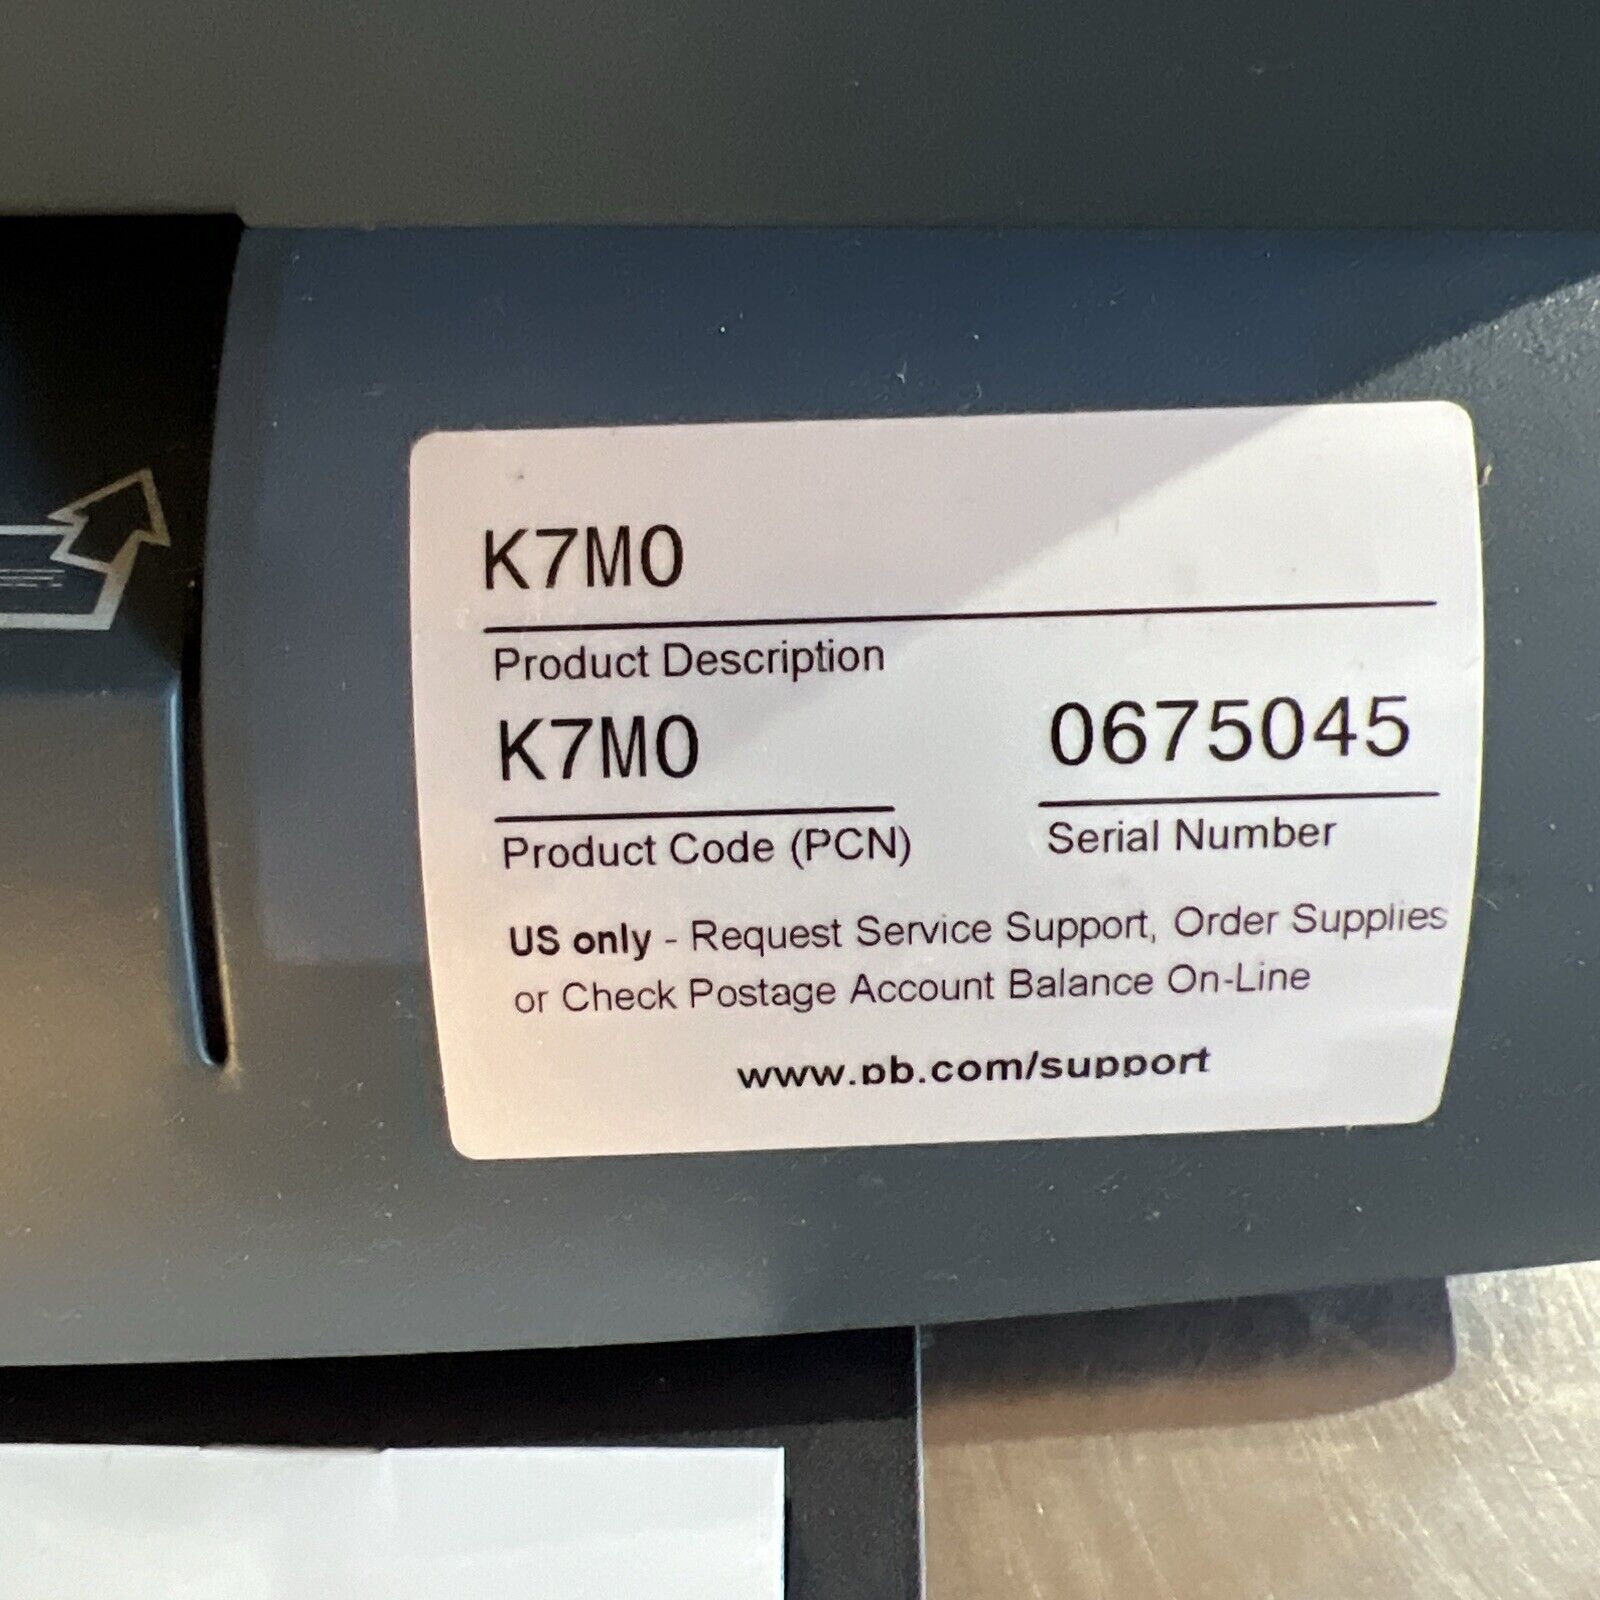 K7M0
Product Description
K7M0 0675045
Product Code (PCN) Serial Number
US only - Request Service Support, Order Supplies
or Check Postage Account Balance On-Line
www.pb.com/support